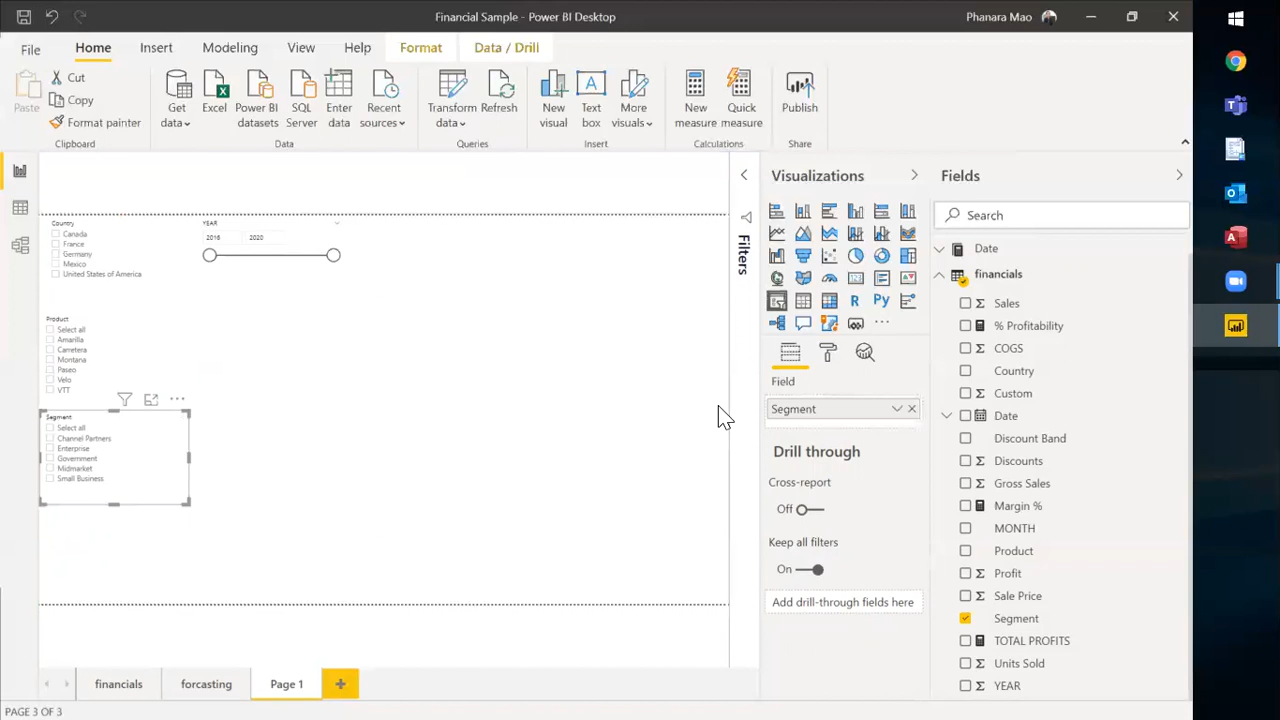 Financial Sample - Power BI Desktop
Phanara Mao
File
Home
Insert
Modeling
View
Help
Format
Data / Drill
Paste
Cut
Copy
Format painter
Clipboard
Get data
Excel
Power BI datasets
SQL Server
Enter data
Recent sources
Data
Transform data
Refresh
Queries
New visual
Text box
More visuals
Insert
New measure
Quick measure
Calculations
Publish
Share
Country
Canada
France
Germany
Mexico
United States of America
YEAR
2016
2020
Product
Select all
Amarilla
Carretera
Montana
Paseo
Velo
VTT
Segment
Select all
Channel Partners
Enterprise
Government
Midmarket
Small Business
Filters
Visualizations
R
Py
Field
Segment
Drill through
Cross-report
Off
Keep all filters
On
Add drill-through fields here
Fields
Search
Date
financials
Sales
% Profitability
COGS
Country
Custom
Date
Discount Band
Discounts
Gross Sales
Margin %
MONTH
Product
Profit
Sale Price
Segment
TOTAL PROFITS
Units Sold
YEAR
financials
forcasting
Page 1
PAGE 3 OF 3